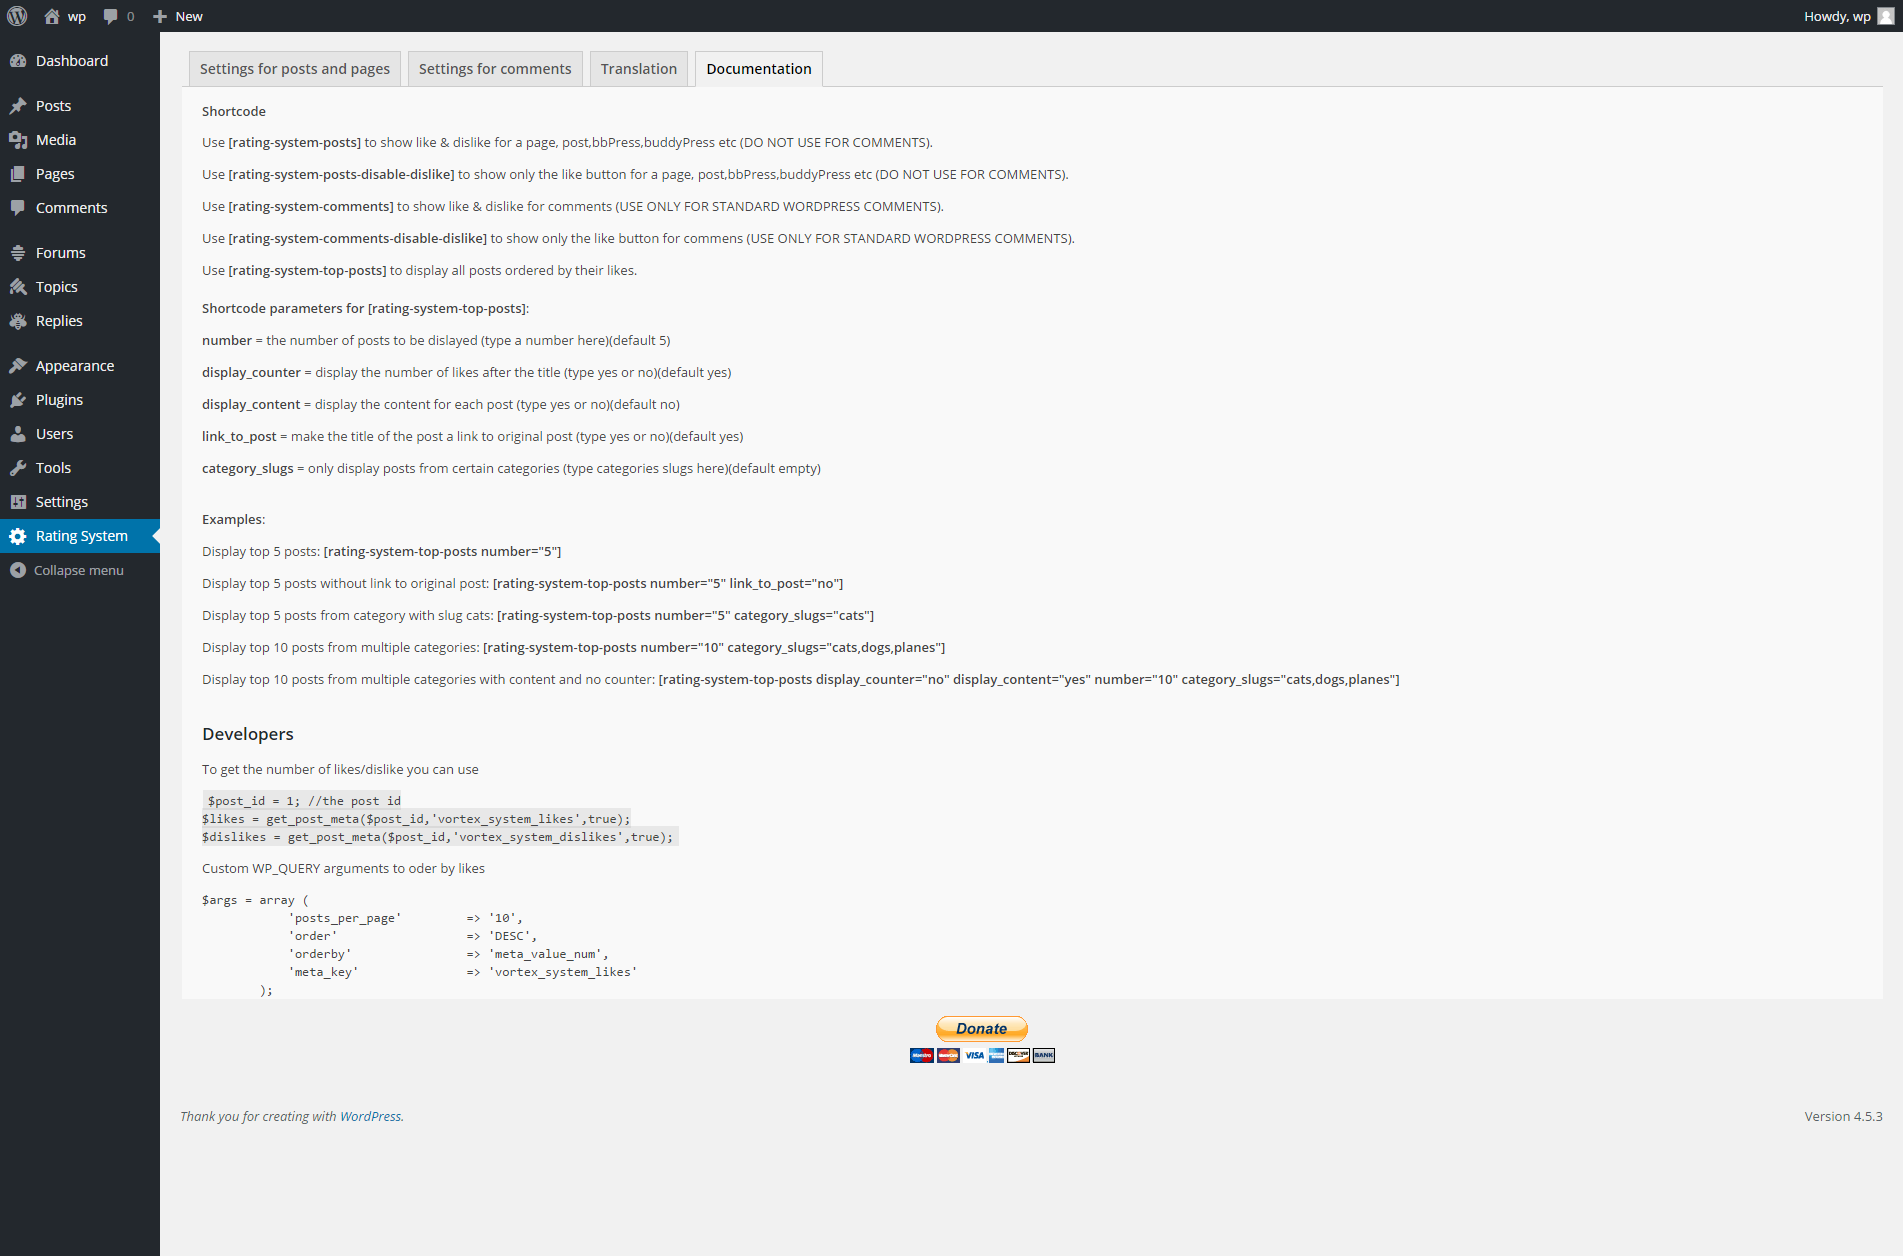 wp
0
New
Howdy, wp
Dashboard
Posts
Media
Pages
Comments
Forums
Topics
Replies
Appearance
Plugins
Users
Tools
Settings
Rating System
Collapse menu
Settings for posts and pages
Settings for comments
Translation
Documentation
Shortcode
Use [rating-system-posts] to show like & dislike for a page, post,bbPress,buddyPress etc (DO NOT USE FOR COMMENTS).
Use [rating-system-posts-disable-dislike] to show only the like button for a page, post,bbPress,buddyPress etc (DO NOT USE FOR COMMENTS).
Use [rating-system-comments] to show like & dislike for comments (USE ONLY FOR STANDARD WORDPRESS COMMENTS).
Use [rating-system-comments-disable-dislike] to show only the like button for commens (USE ONLY FOR STANDARD WORDPRESS COMMENTS).
Use [rating-system-top-posts] to display all posts ordered by their likes.
Shortcode parameters for [rating-system-top-posts]:
number = the number of posts to be dislayed (type a number here)(default 5)
display_counter = display the number of likes after the title (type yes or no)(default yes)
display_content = display the content for each post (type yes or no)(default no)
link_to_post = make the title of the post a link to original post (type yes or no)(default yes)
category_slugs = only display posts from certain categories (type categories slugs here)(default empty)
Examples:
Display top 5 posts: [rating-system-top-posts number="5"]
Display top 5 posts without link to original post: [rating-system-top-posts number="5" link_to_post="no"]
Display top 5 posts from category with slug cats: [rating-system-top-posts number="5" category_slugs="cats"]
Display top 10 posts from multiple categories: [rating-system-top-posts number="10" category_slugs="cats,dogs,planes"]
Display top 10 posts from multiple categories with content and no counter: [rating-system-top-posts display_counter="no" display_content="yes" number="10" category_slugs="cats,dogs,planes"]
Developers
To get the number of likes/dislike you can use
$post_id = 1; //the post id
$likes = get_post_meta($post_id,'vortex_system_likes',true);
$dislikes = get_post_meta($post_id,'vortex_system_dislikes',true);
Custom WP_QUERY arguments to oder by likes
$args = array (
'posts_per_page' => '10',
'order' => 'DESC',
'orderby' => 'meta_value_num',
'meta_key' => 'vortex_system_likes'
);
Donate
Maestro MasterCard VISA DISCOVER BANK
Thank you for creating with WordPress.
Version 4.5.3